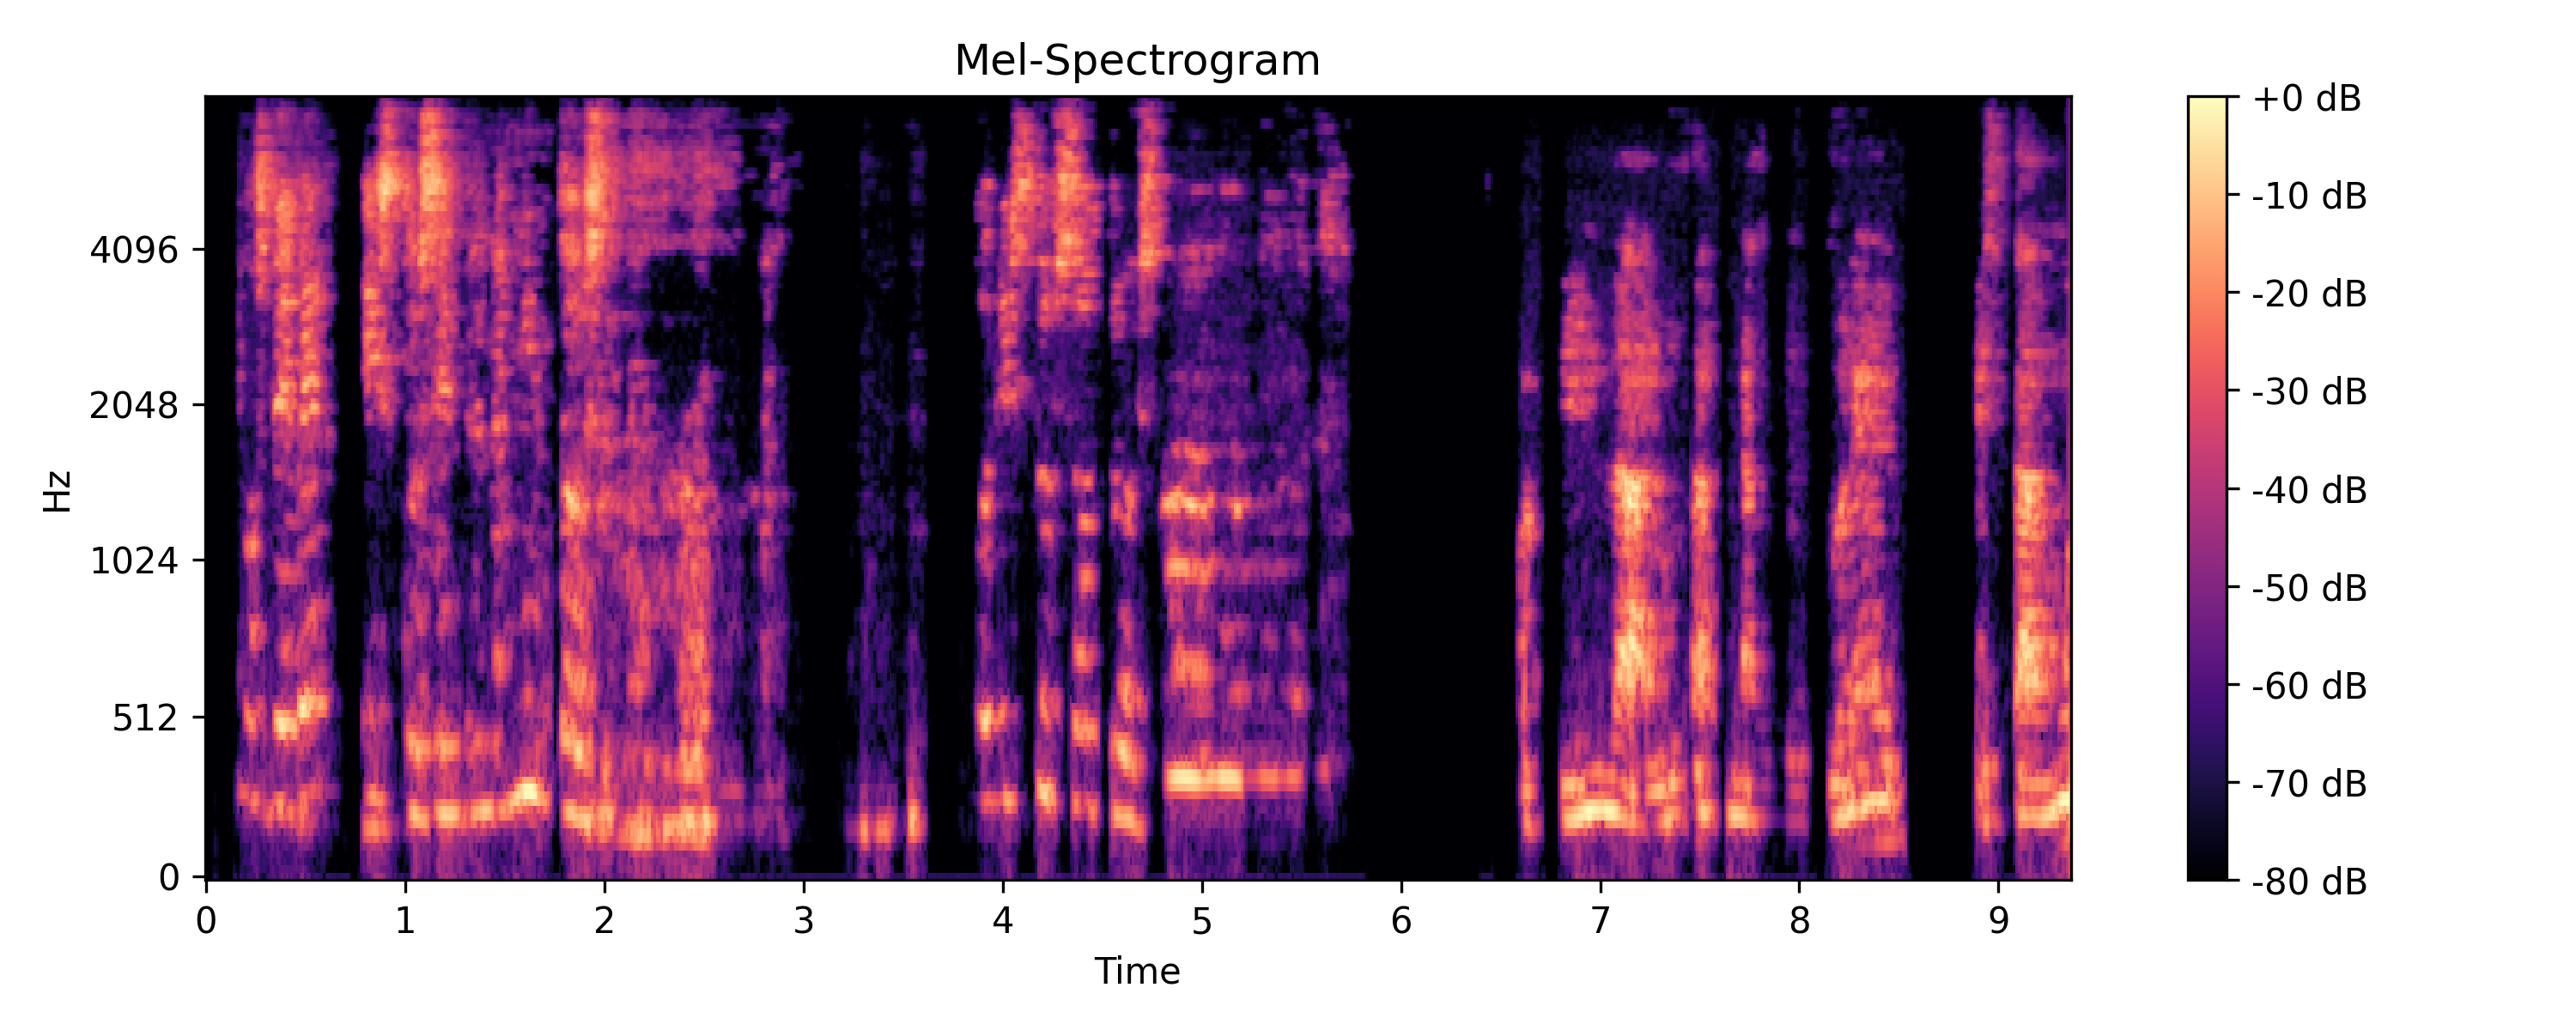 Mel-Spectrogram
+0 dB
-10 dB
-20 dB
-30 dB
-40 dB
-50 dB
-60 dB
-70 dB
-80 dB
Hz
4096
2048
1024
512
0
0 1 2 3 4 5 6 7 8 9
Time